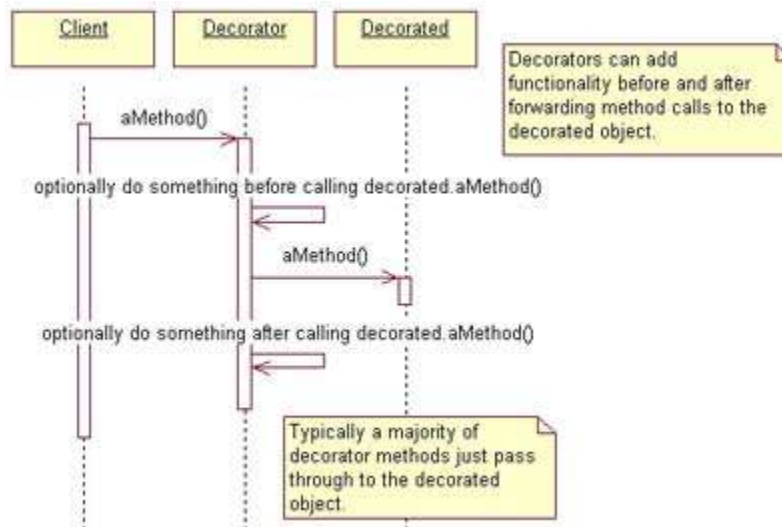 Client
Decorator
Decorated
Decorators can add
functionality before and after
forwarding method calls to the
decorated object.
aMethod()
optionally do something before calling decorated.aMethod()
aMethod()
optionally do something after calling decorated.aMethod()
Typically a majority of
decorator methods just pass
through to the decorated
object.